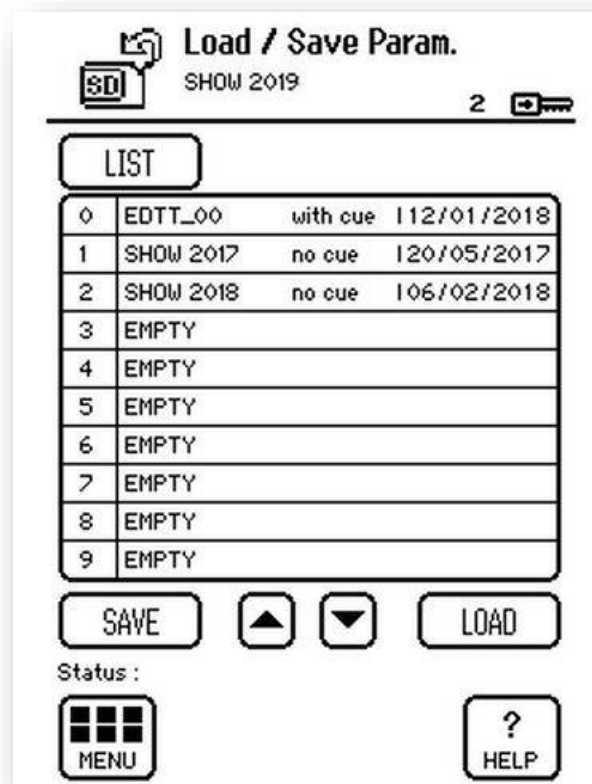 Load / Save Param.
SD
SHOW 2019
2
LIST
0 EDTT_00 with cue |12/01/2018
1 SHOW 2017 no cue |20/05/2017
2 SHOW 2018 no cue |06/02/2018
3 EMPTY
4 EMPTY
5 EMPTY
6 EMPTY
7 EMPTY
8 EMPTY
9 EMPTY
SAVE LOAD
Status :
MENU ? HELP